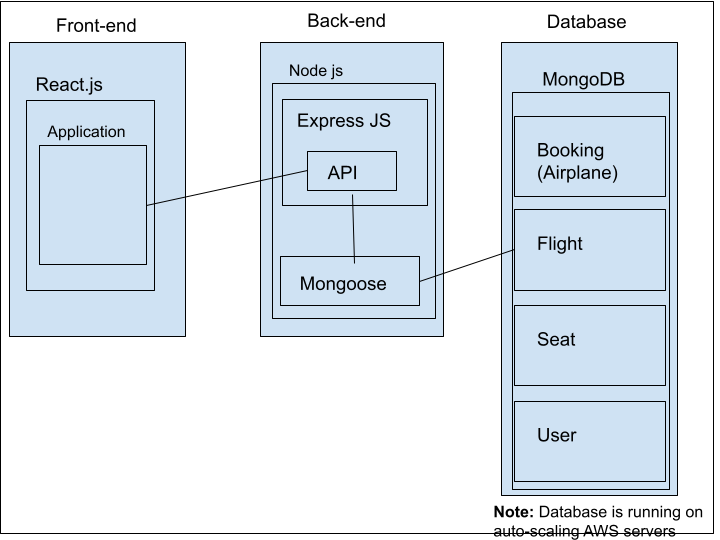 Front-end
Back-end
Database
React.js
Application
Node js
Express JS
API
Mongoose
MongoDB
Booking
(Airplane)
Flight
Seat
User
Note: Database is running on
auto-scaling AWS servers